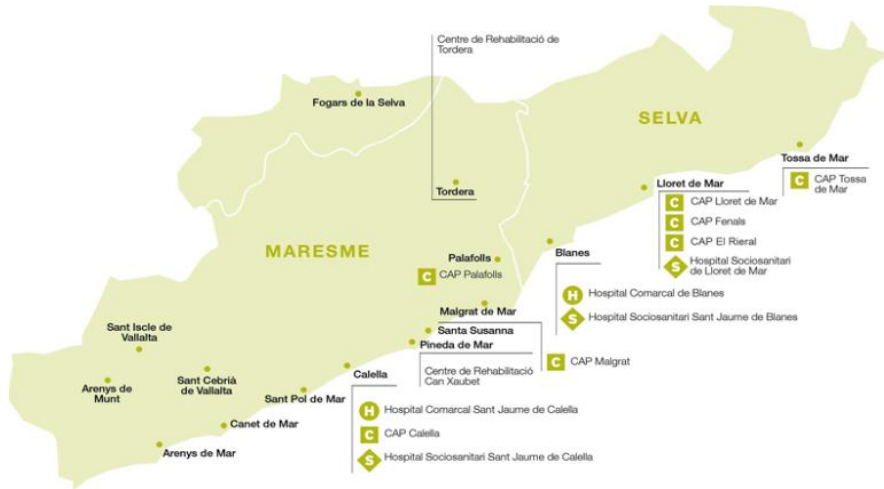 Centre de Rehabilitació de
Tordera
Fogars de la Selva
SELVA
Tossa de Mar
C CAP Tossa
de Mar
Tordera
Lloret de Mar
C CAP Lloret de Mar
C CAP Fenals
C CAP El Rieral
S Hospital Sociosanitari
de Lloret de Mar
MARESME
Palafolls
C CAP Palafolls
Blanes
H Hospital Comarcal de Blanes
S Hospital Sociosanitari Sant Jaume de Blanes
Malgrat de Mar
C CAP Malgrat
Santa Susanna
Pineda de Mar
Centre de Rehabilitació
Can Xaubet
Sant Iscle de
Vallalta
Arenys de
Munt
Sant Cebrià
de Vallalta
Sant Pol de Mar
Calella
H Hospital Comarcal Sant Jaume de Calella
C CAP Calella
S Hospital Sociosanitari Sant Jaume de Calella
Canet de Mar
Arenys de Mar